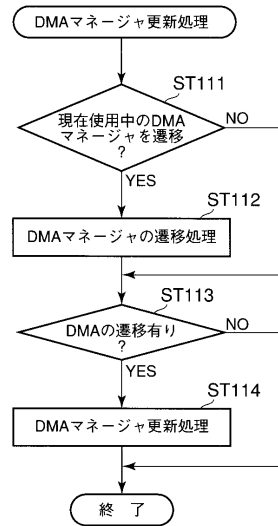 DMAマネージャ更新処理
ST111
現在使用中のDMA
マネージャを遷移
?
NO
YES
ST112
DMAマネージャの遷移処理
ST113
DMAの遷移有り
?
NO
YES
ST114
DMAマネージャ更新処理
終 了